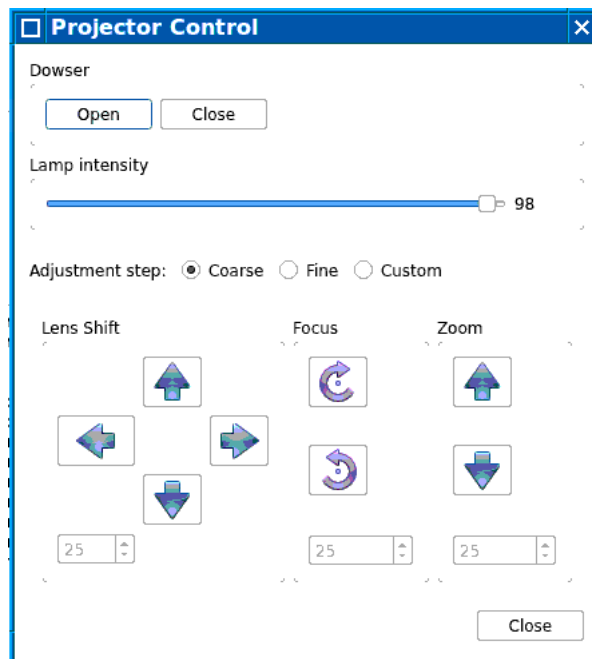 Projector Control
Dowser
Open Close
Lamp intensity
98
Adjustment step: Coarse Fine Custom
Lens Shift Focus Zoom
25 25 25
Close